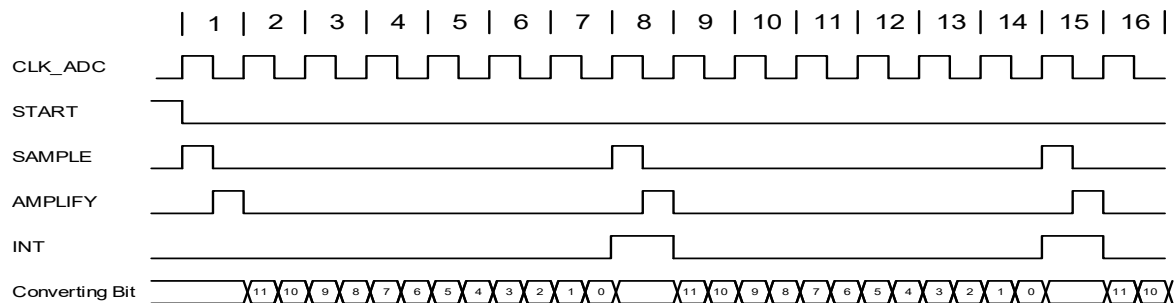 | 1 | 2 | 3 | 4 | 5 | 6 | 7 | 8 | 9 | 10 | 11 | 12 | 13 | 14 | 15 | 16 |
CLK_ADC
START
SAMPLE
AMPLIFY
INT
Converting Bit 11 10 9 8 7 6 5 4 3 2 1 0 11 10 9 8 7 6 5 4 3 2 1 0 11 10